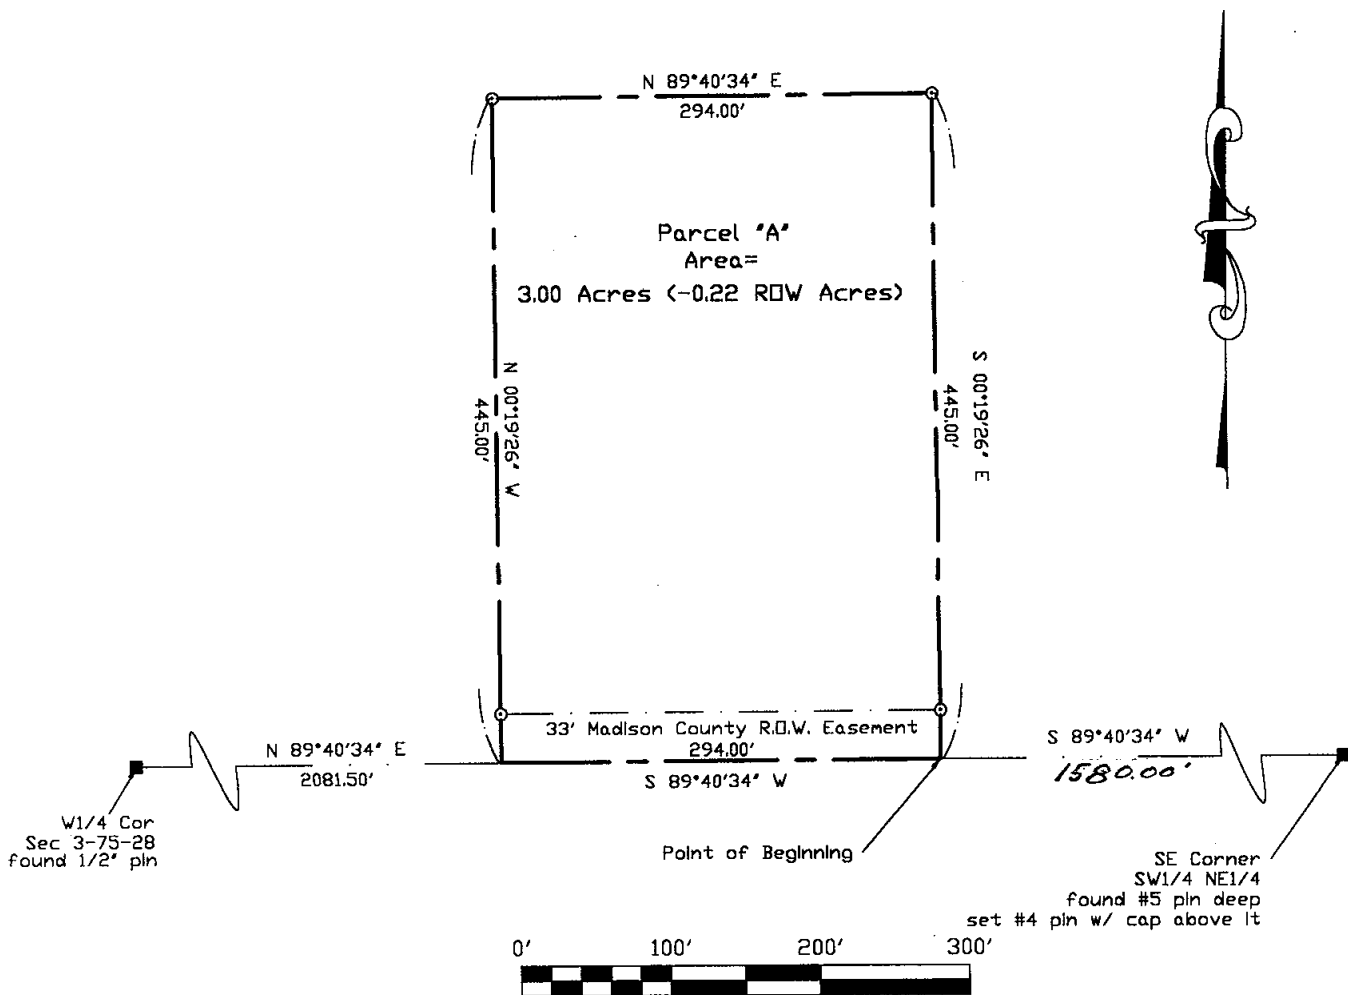 N 89°40'34" E
294.00'
Parcel "A"
Area=
3.00 Acres (-0.22 ROW Acres)
N 00°19'26" W
445.00'
S 00°19'26" E
445.00'
33' Madison County R.O.W. Easement
294.00'
S 89°40'34" W
N 89°40'34" E
2081.50'
S 89°40'34" W
1580.00'
W1/4 Cor
Sec 3-75-28
found 1/2" pin
Point of Beginning
SE Corner
SW1/4 NE1/4
found #5 pin deep
set #4 pin w/ cap above it
0' 100' 200' 300'